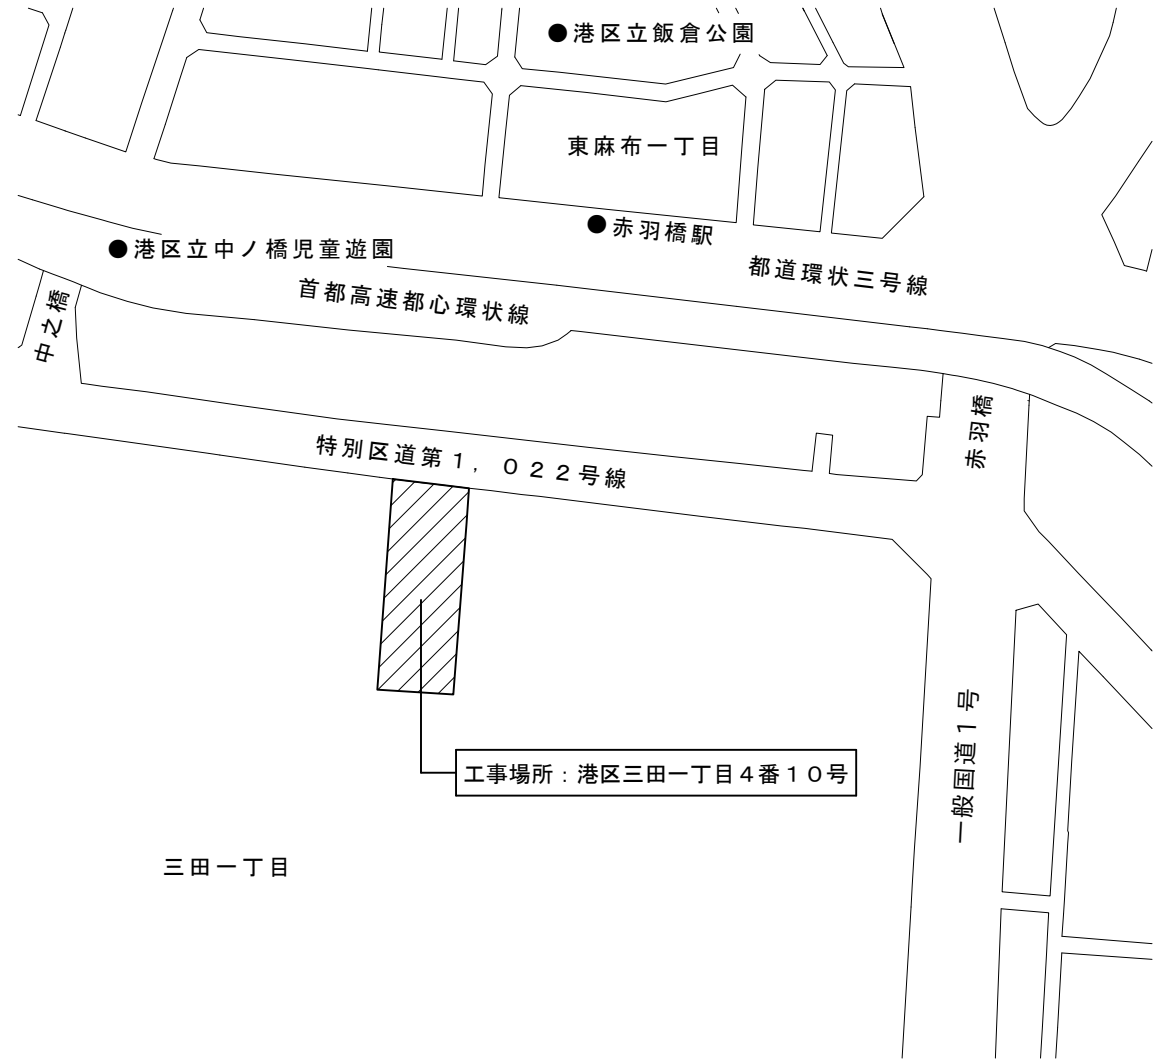 ●港区立飯倉公園
東麻布一丁目
●赤羽橋駅
●港区立中ノ橋児童遊園
都道環状三号線
首都高速都心環状線
中之橋
赤羽橋
特別区道第1,022号線
一般国道1号
工事場所:港区三田一丁目4番10号
三田一丁目